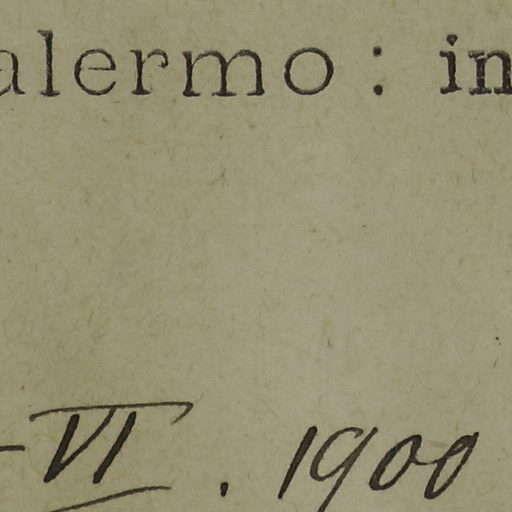 alermo: in
-VI. 1900